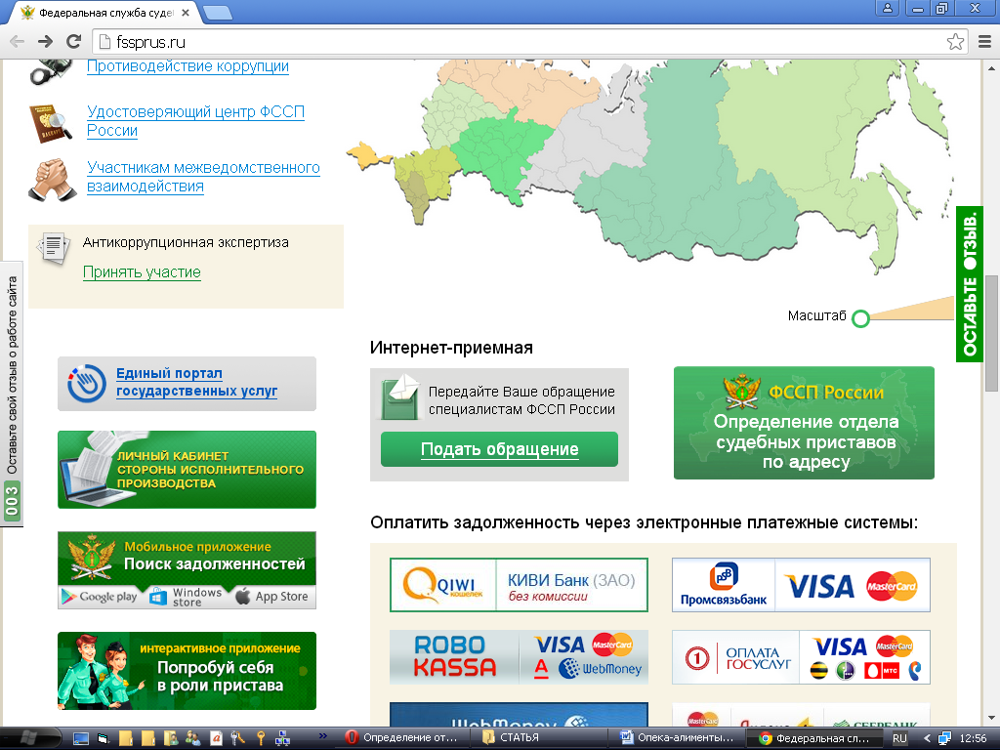 Федеральная служба суде
fssprus.ru
Противодействие коррупции
Удостоверяющий центр ФССП
России
Участникам межведомственного
взаимодействия
Антикоррупционная экспертиза
Принять участие
Оставьте свой отзыв о работе сайта
003
Единый портал
государственных услуг
ЛИЧНЫЙ КАБИНЕТ
СТОРОНЫ ИСПОЛНИТЕЛЬНОГО
ПРОИЗВОДСТВА
Мобильное приложение
Поиск задолженностей
Google play
Windows
store
App Store
интерактивное приложение
Попробуй себя
в роли пристава
Масштаб
ОСТАВЬТЕ ОТЗЫВ.
Интернет-приемная
Передайте Ваше обращение
специалистам ФССП России
Подать обращение
ФССП России
Определение отдела
судебных приставов
по адресу
Оплатить задолженность через электронные платежные системы:
QIWI
КОШЕЛЕК
КИВИ Банк (ЗАО)
без комиссии
PSB
Промсвязьбанк
VISA
MasterCard
ROBO
KASSA
VISA
MasterCard
А
WebMoney
1
ОПЛАТА
ГОСУСЛУГ
VISA
MasterCard
МТС
WebMoney
MasterCard
СБЕРБАНК
Определение от...
СТАТЬЯ
Опека-алименты...
Федеральная сл...
RU
12:56